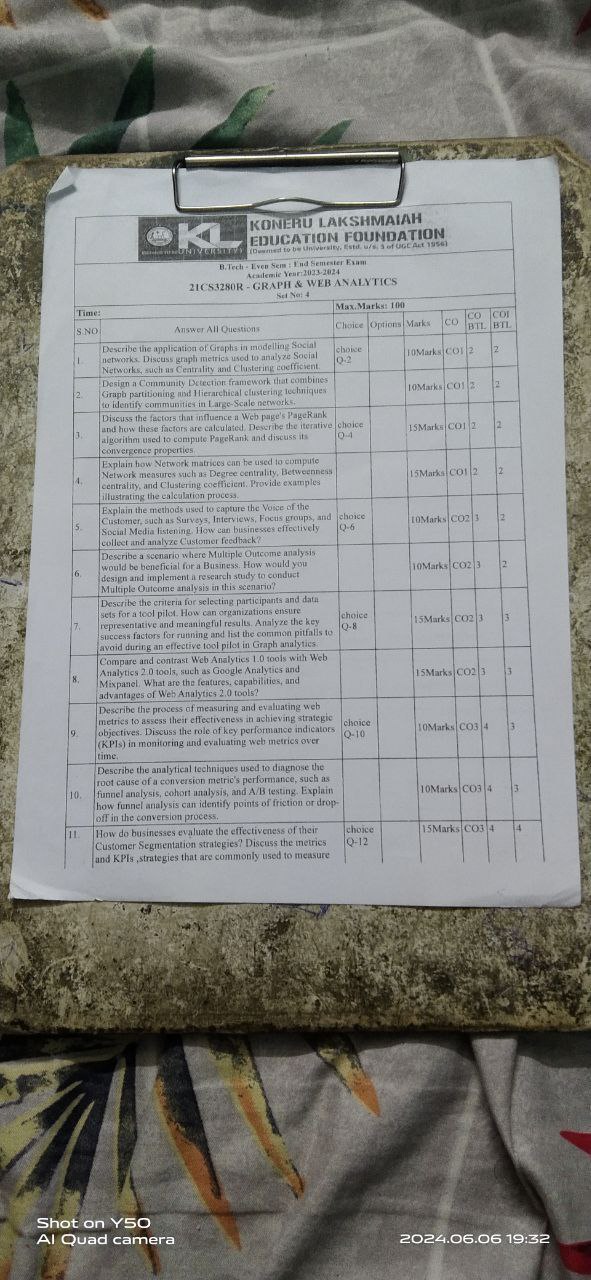 KL
UNIVERSITY)
KONERU LAKSHMAIAH
EDUCATION FOUNDATION
(Deemed to be University, Estd. u/s. 3 of UGC Act 1956)
B.Tech - Even Sem : End Semester Exam
Academic Year:2023-2024
21CS3280R - GRAPH & WEB ANALYTICS
Set No: 4
Time: Max.Marks: 100
S.NO Answer All Questions Choice Options Marks CO CO BTL COI BTL
1. Describe the application of Graphs in modelling Social
networks. Discuss graph metrics used to analyze Social
Networks, such as Centrality and Clustering coefficient.
choice
Q-2
10Marks CO1 2 2
2. Design a Community Detection framework that combines
Graph partitioning and Hierarchical clustering techniques
to identify communities in Large-Scale networks.
10Marks CO1 2 2
3. Discuss the factors that influence a Web page's PageRank
and how these factors are calculated. Describe the iterative
algorithm used to compute PageRank and discuss its
convergence properties.
choice
Q-4
15Marks CO1 2 2
4. Explain how Network matrices can be used to compute
Network measures such as Degree centrality, Betweenness
centrality, and Clustering coefficient. Provide examples
illustrating the calculation process.
15Marks CO1 2 2
5. Explain the methods used to capture the Voice of the
Customer, such as Surveys, Interviews, Focus groups, and
Social Media listening. How can businesses effectively
collect and analyze Customer feedback?
choice
Q-6
10Marks CO2 3 2
6. Describe a scenario where Multiple Outcome analysis
would be beneficial for a Business. How would you
design and implement a research study to conduct
Multiple Outcome analysis in this scenario?
10Marks CO2 3 2
7. Describe the criteria for selecting participants and data
sets for a tool pilot. How can organizations ensure
representative and meaningful results. Analyze the key
success factors for running and list the common pitfalls to
avoid during an effective tool pilot in Graph analytics.
choice
Q-8
15Marks CO2 3 3
8. Compare and contrast Web Analytics 1.0 tools with Web
Analytics 2.0 tools, such as Google Analytics and
Mixpanel. What are the features, capabilities, and
advantages of Web Analytics 2.0 tools?
15Marks CO2 3 3
9. Describe the process of measuring and evaluating web
metrics to assess their effectiveness in achieving strategic
objectives. Discuss the role of key performance indicators
(KPIs) in monitoring and evaluating web metrics over
time.
choice
Q-10
10Marks CO3 4 3
10. Describe the analytical techniques used to diagnose the
root cause of a conversion metric's performance, such as
funnel analysis, cohort analysis, and A/B testing. Explain
how funnel analysis can identify points of friction or drop-
off in the conversion process.
10Marks CO3 4 3
11. How do businesses evaluate the effectiveness of their
Customer Segmentation strategies? Discuss the metrics
and KPIs ,strategies that are commonly used to measure
choice
Q-12
15Marks CO3 4 4
Shot on Y50
AI Quad camera
2024.06.06 19:32